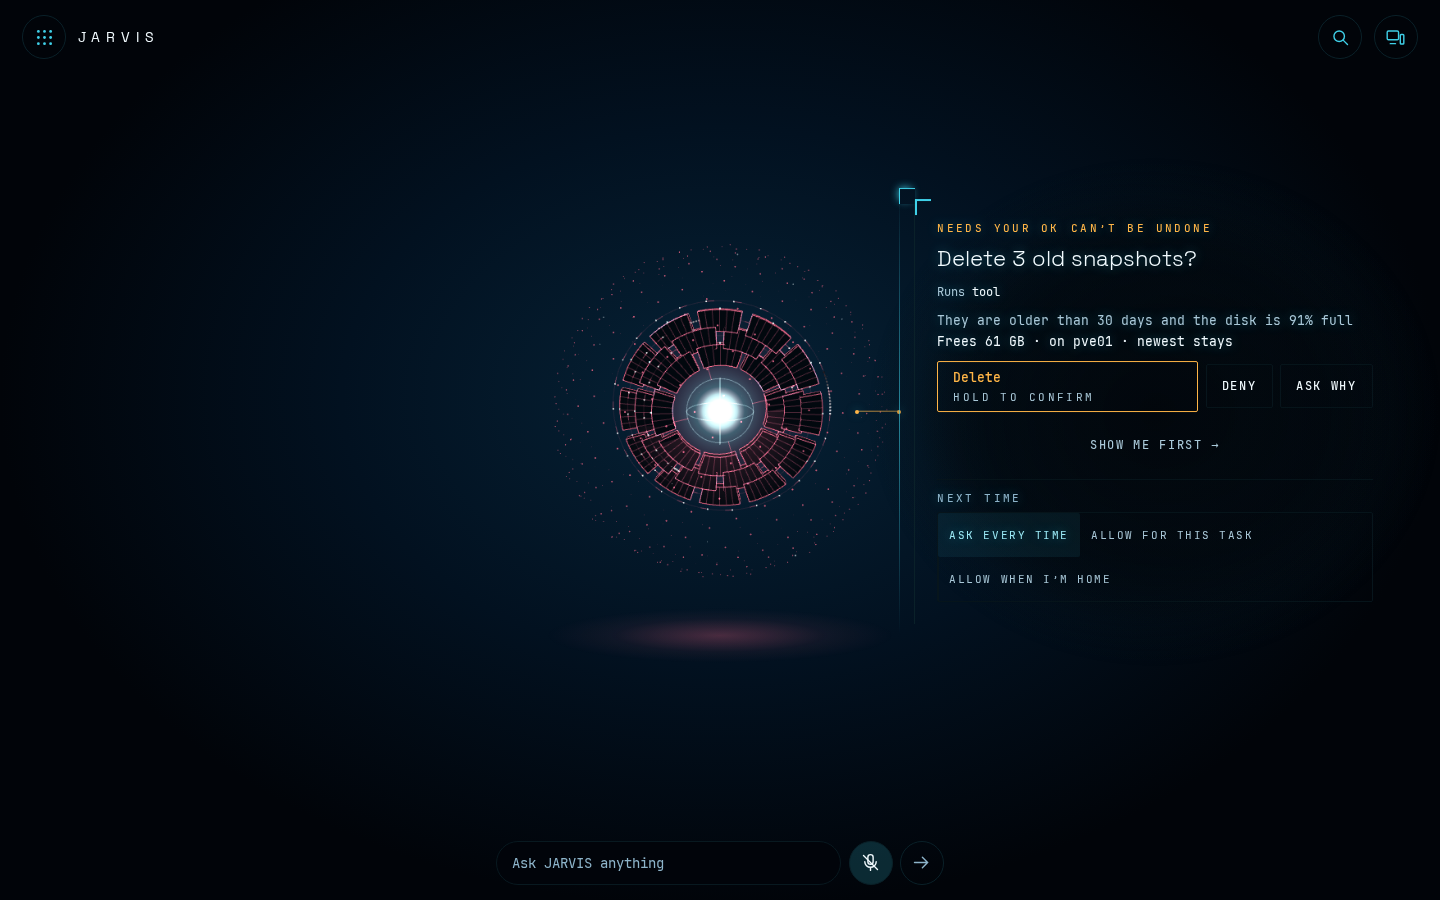 JARVIS
NEEDS YOUR OK CAN’T BE UNDONE
Delete 3 old snapshots?
Runs tool
They are older than 30 days and the disk is 91% full
Frees 61 GB · on pve01 · newest stays
Delete
HOLD TO CONFIRM
DENY
ASK WHY
SHOW ME FIRST →
NEXT TIME
ASK EVERY TIME
ALLOW FOR THIS TASK
ALLOW WHEN I’M HOME
Ask JARVIS anything